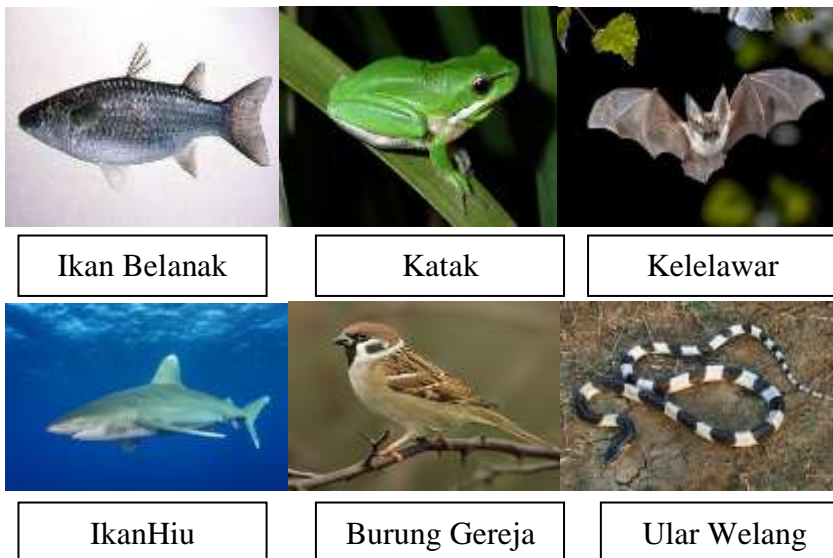 Ikan Belanak
Katak
Kelelawar
IkanHiu
Burung Gereja
Ular Welang